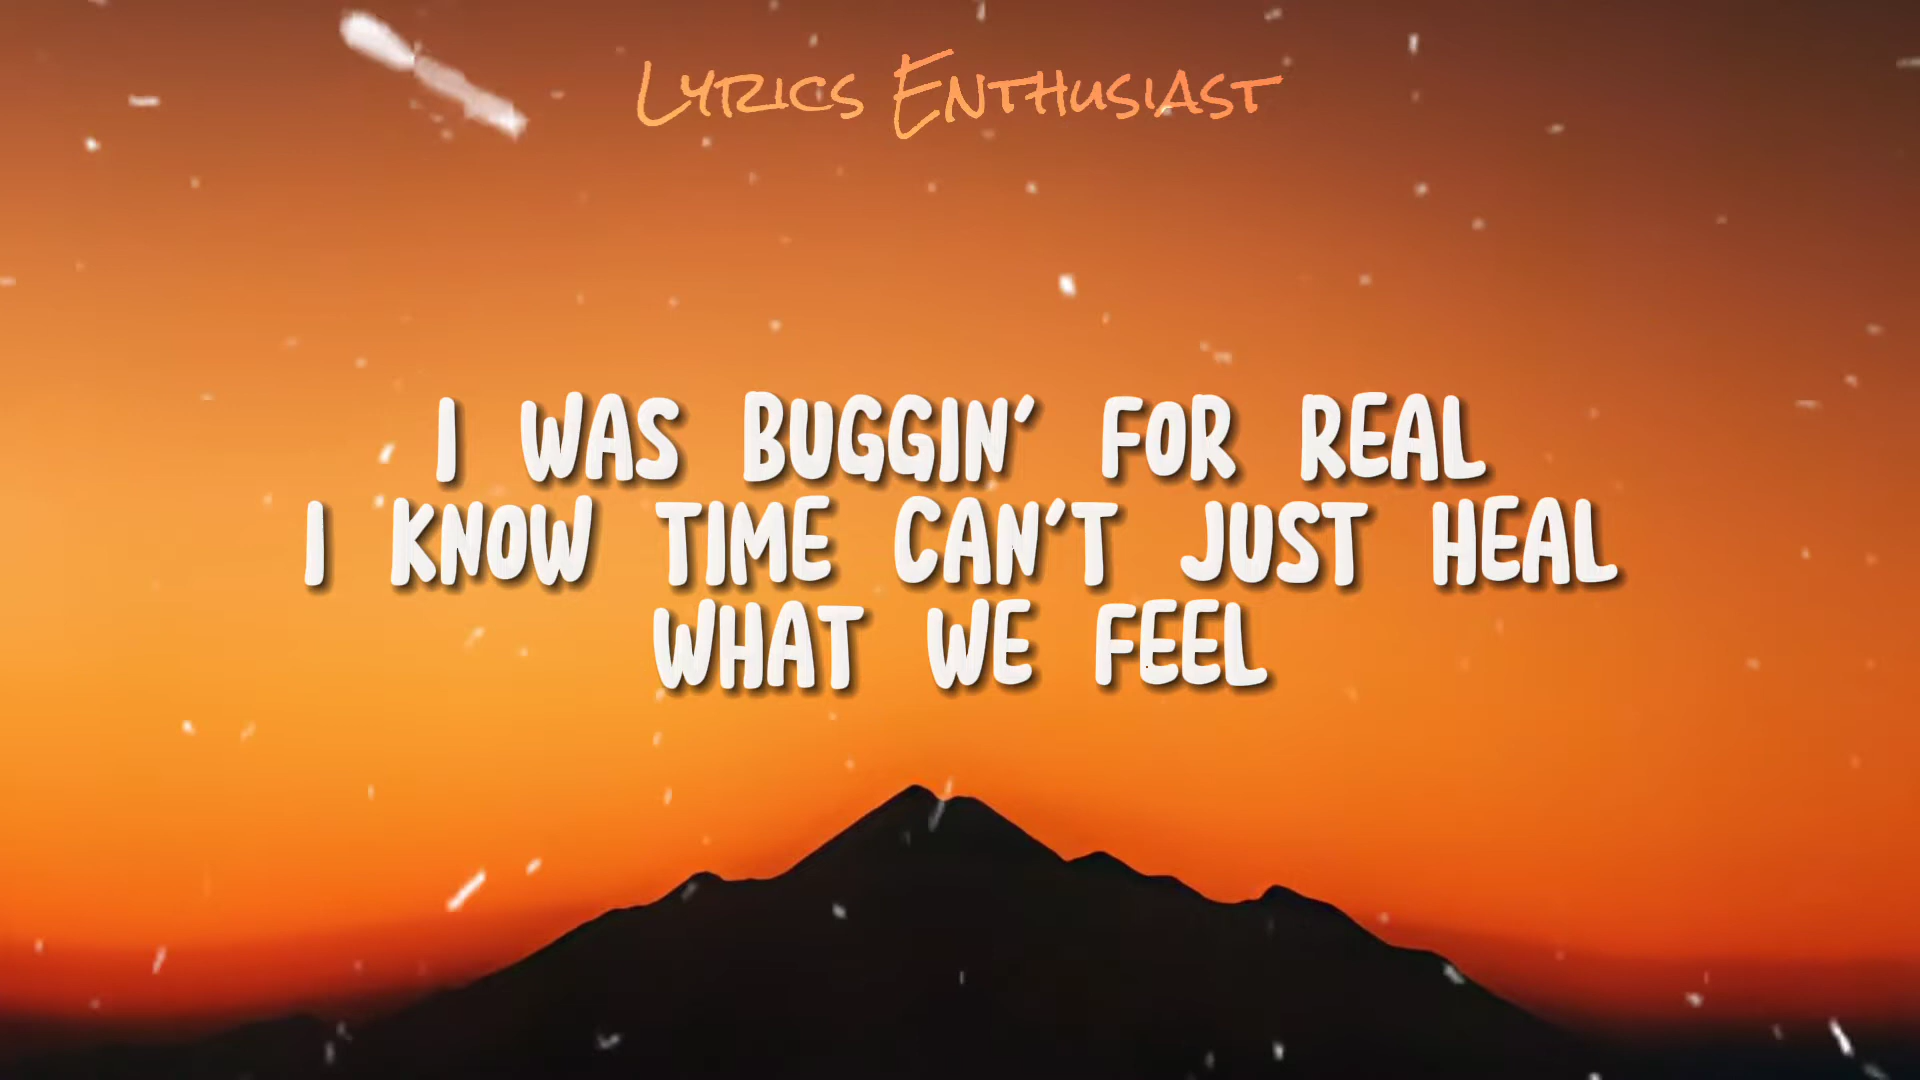 Lyrics Enthusiast
I WAS BUGGIN' FOR REAL
I KNOW TIME CAN'T JUST HEAL
WHAT WE FEEL